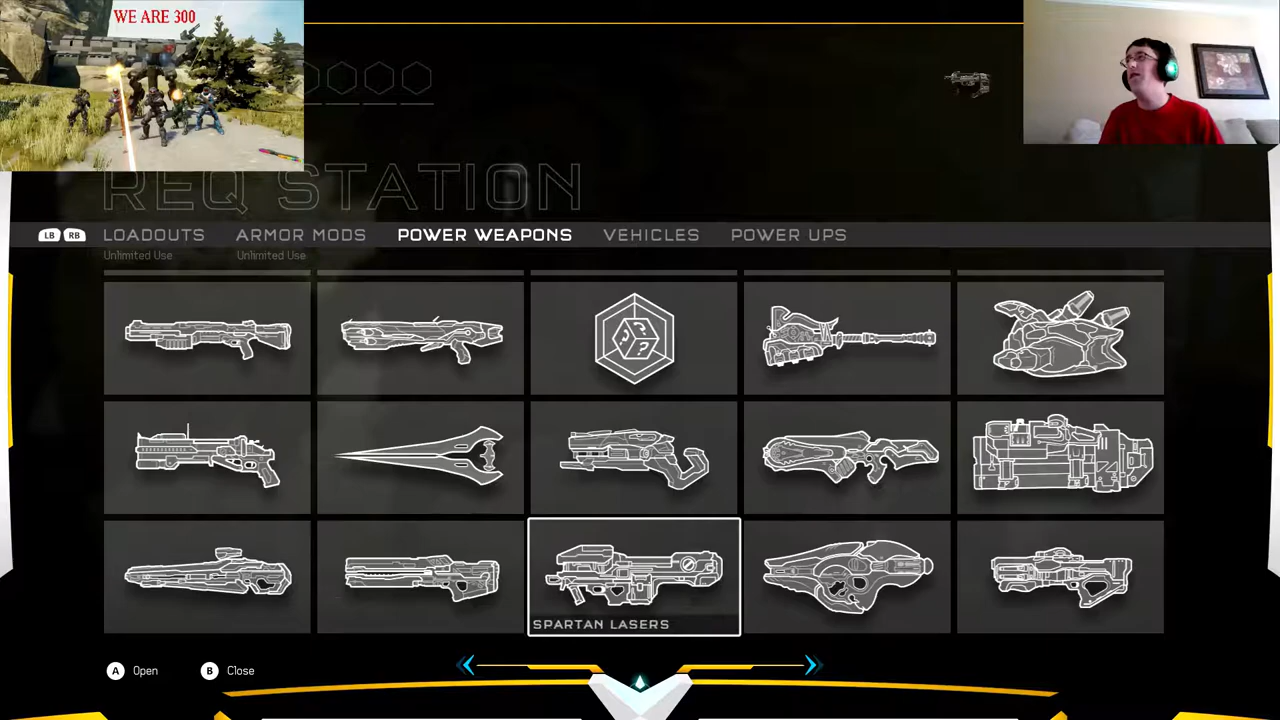 WE ARE 300
REQ STATION
LB RB LOADOUTS ARMOR MODS POWER WEAPONS VEHICLES POWER UPS
Unlimited Use Unlimited Use
SPARTAN LASERS
A Open B Close